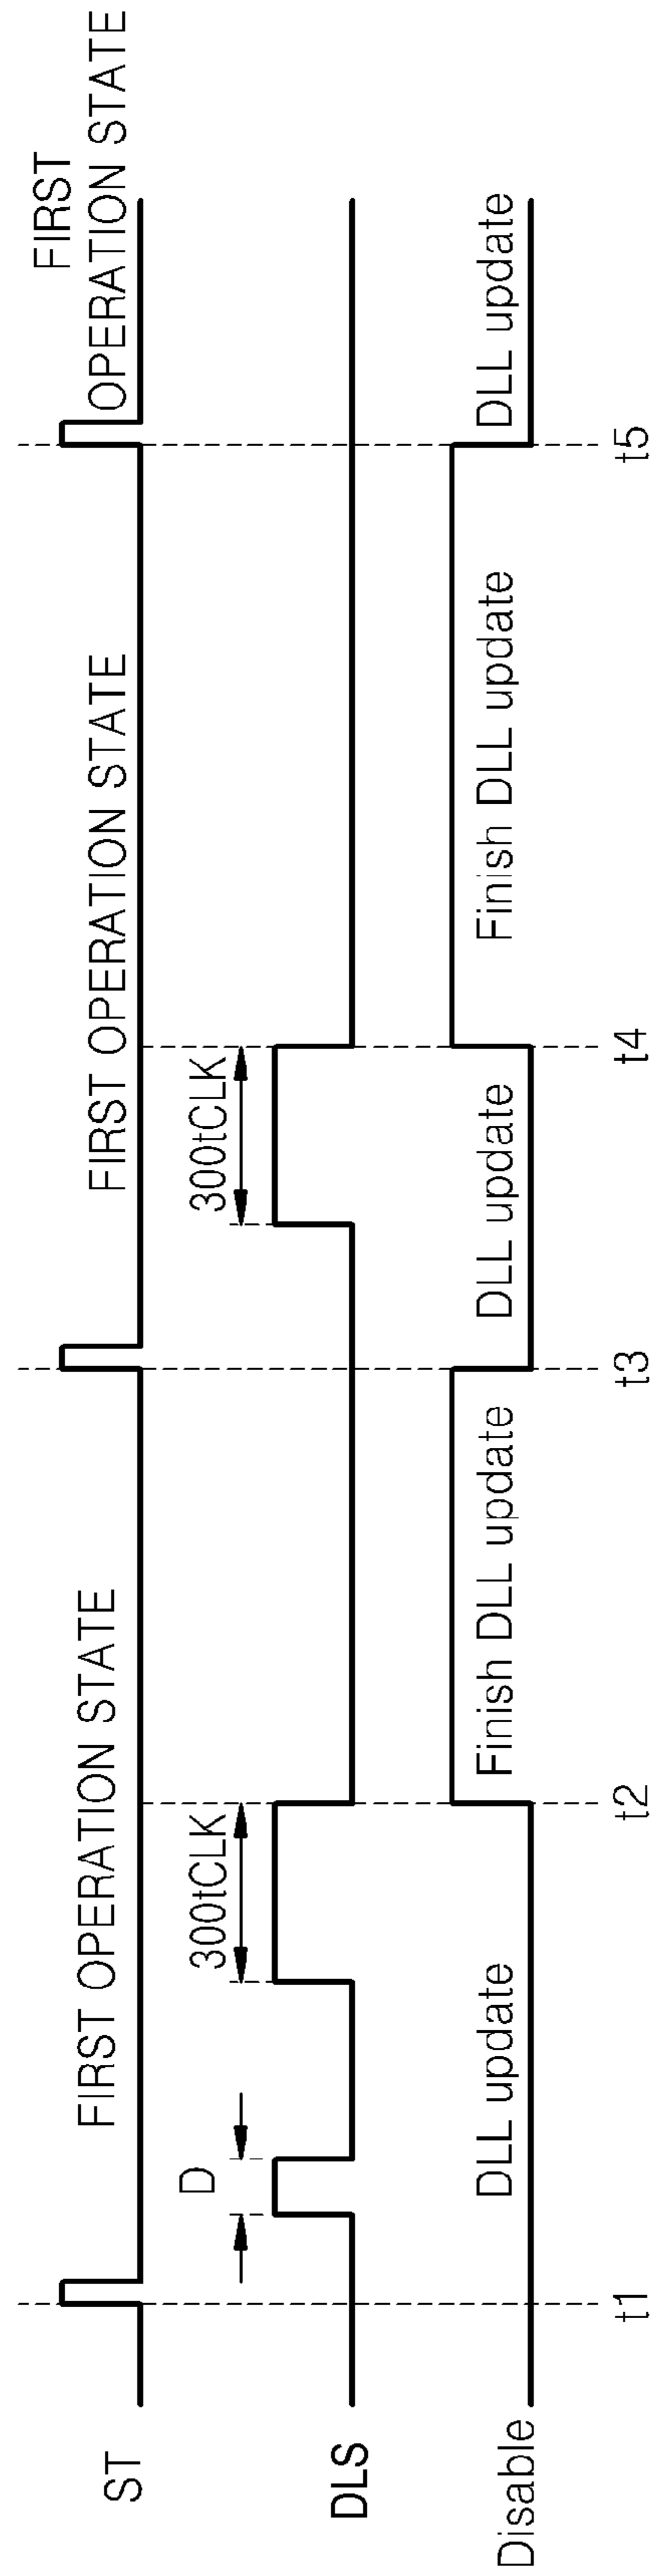 ST
FIRST OPERATION STATE
FIRST OPERATION STATE
FIRST
OPERATION STATE
DLS
D
300tCLK
300tCLK
Disable
DLL update
Finish DLL update
DLL update
Finish DLL update
DLL update
t1
t2
t3
t4
t5